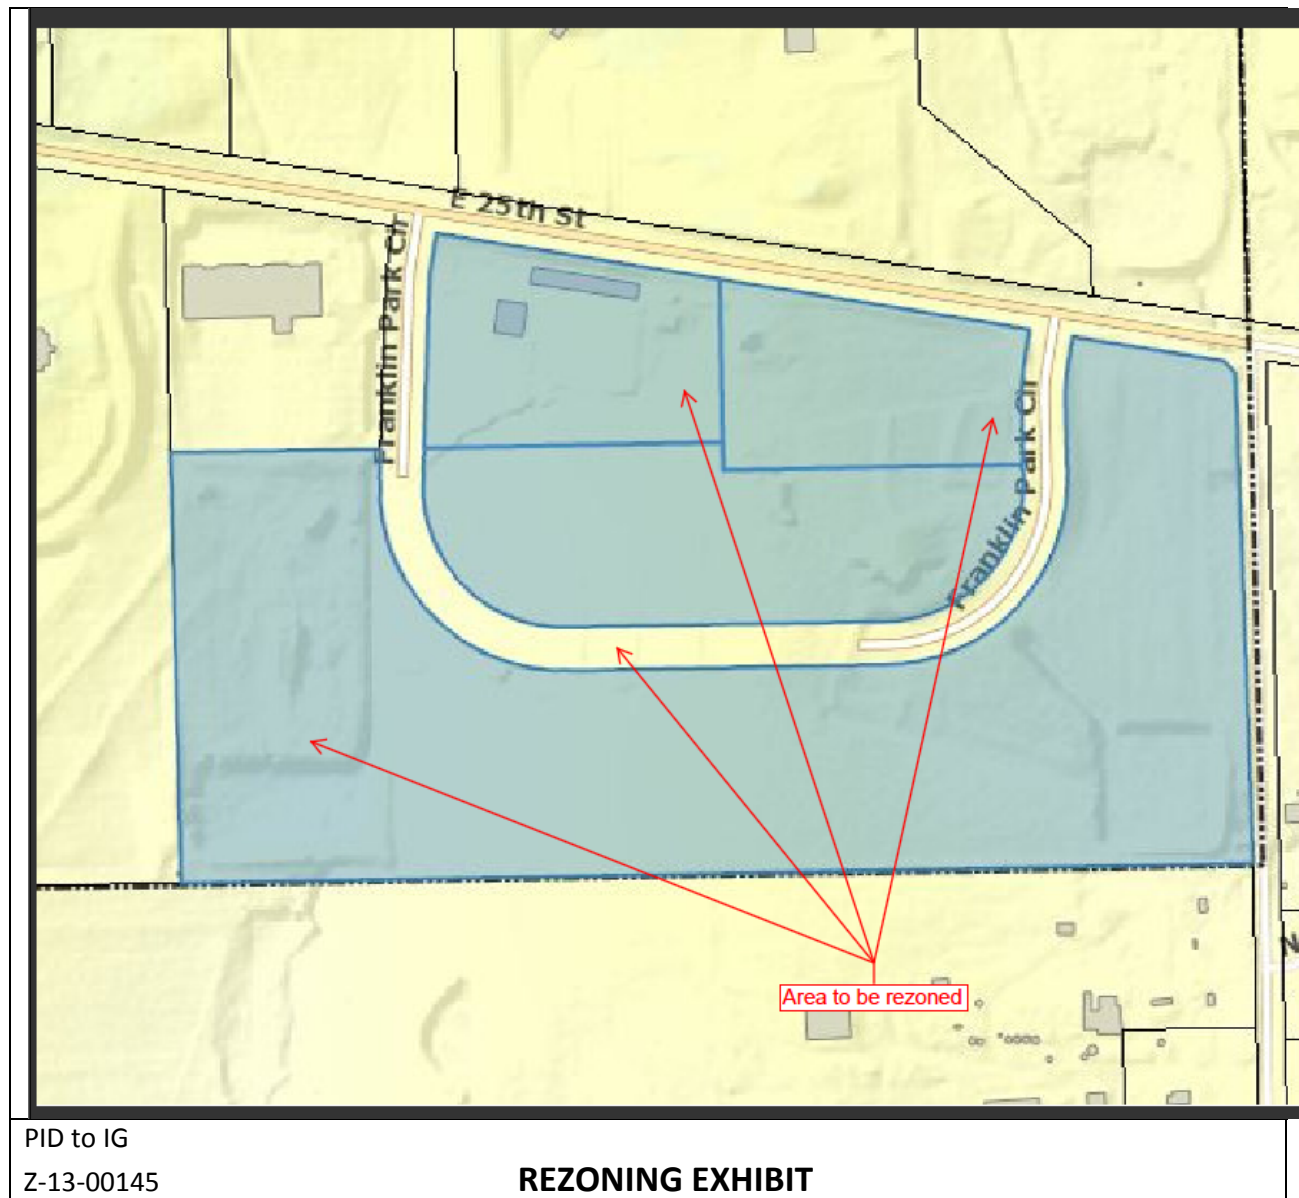 E 25th St
Franklin Park Cir
Franklin Park Cir
Area to be rezoned
N
PID to IG
Z-13-00145
REZONING EXHIBIT